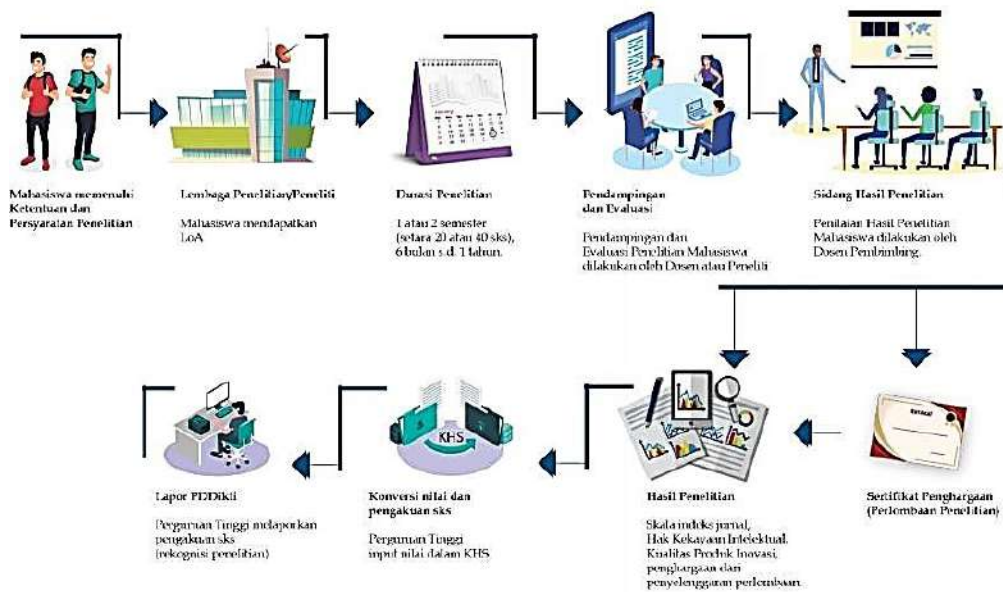 Mahasiswa memenuhi
Ketentuan dan
Persyaratan Penelitian
Lembaga Penelitian/Peneliti
Mahasiswa mendapatkan
LoA
Durasi Penelitian
1 atau 2 semester
(setara 20 atau 40 sks),
6 bulan s.d. 1 tahun.
Pendampingan
dan Evaluasi
Pendampingan dan
Evaluasi Penelitian Mahasiswa
dilakukan oleh Dosen atau Peneliti
Sidang Hasil Penelitian
Penilaian Hasil Penelitian
Mahasiswa dilakukan oleh
Dosen Pembimbing.
Sertifikat Penghargaan
(Perlombaan Penelitian)
Hasil Penelitian
Skala indeks jurnal,
Hak Kekayaan Intelektual,
Kualitas Produk Inovasi,
penghargaan dari
penyelenggaran perlombaan.
KHS
Konversi nilai dan
pengakuan sks
Perguruan Tinggi
input nilai dalam KHS
Lapor PDDikti
Perguruan Tinggi melaporkan
pengakuan sks
(rekognisi penelitian)